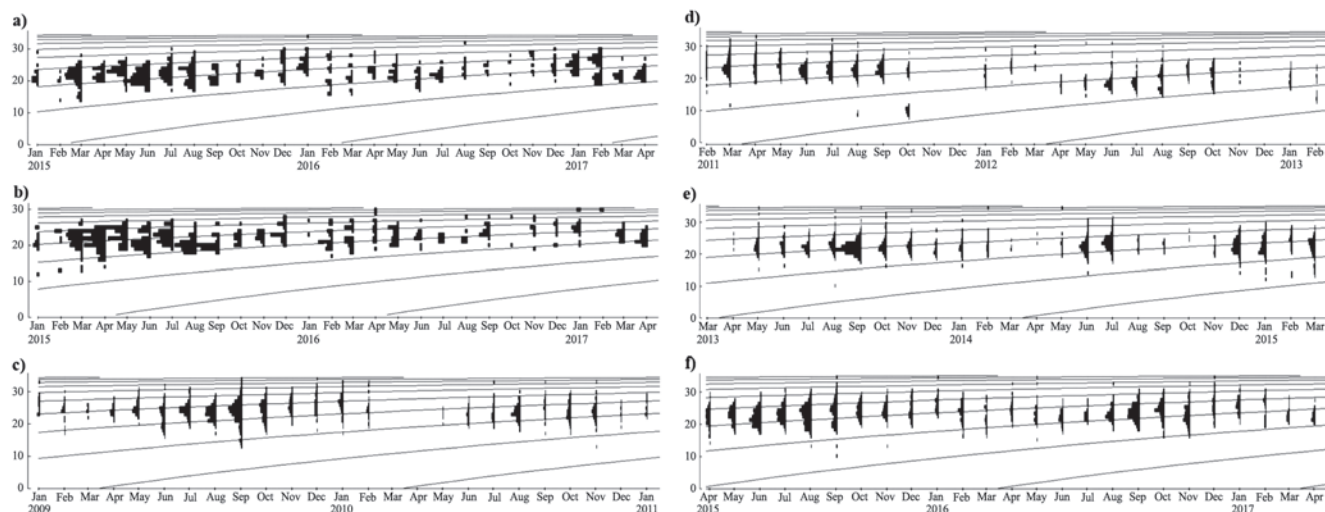 a)
30
20
10
0
Jan Feb Mar Apr May Jun Jul Aug Sep Oct Nov Dec Jan Feb Mar Apr May Jun Jul Aug Sep Oct Nov Dec Jan Feb Mar Apr
2015 2016 2017
b)
30
20
10
0
Jan Feb Mar Apr May Jun Jul Aug Sep Oct Nov Dec Jan Feb Mar Apr May Jun Jul Aug Sep Oct Nov Dec Jan Feb Mar Apr
2015 2016 2017
c)
30
20
10
0
Jan Feb Mar Apr May Jun Jul Aug Sep Oct Nov Dec Jan Feb Mar Apr May Jun Jul Aug Sep Oct Nov Dec Jan
2009 2010 2011
d)
30
20
10
0
Feb Mar Apr May Jun Jul Aug Sep Oct Nov Dec Jan Feb Mar Apr May Jun Jul Aug Sep Oct Nov Dec Jan Feb
2011 2012 2013
e)
40
30
20
10
0
Mar Apr May Jun Jul Aug Sep Oct Nov Dec Jan Feb Mar Apr May Jun Jul Aug Sep Oct Nov Dec Jan Feb Mar
2013 2014 2015
f)
40
30
20
10
0
Apr May Jun Jul Aug Sep Oct Nov Dec Jan Feb Mar Apr May Jun Jul Aug Sep Oct Nov Dec Jan Feb Mar Apr
2015 2016 2017